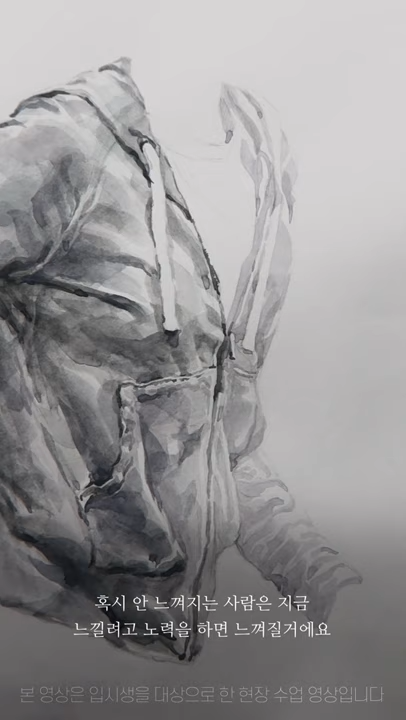 혹시 안 느껴지는 사람은 지금
느낄려고 노력을 하면 느껴질거에요
본 영상은 입시생을 대상으로 한 현장 수업 영상입니다